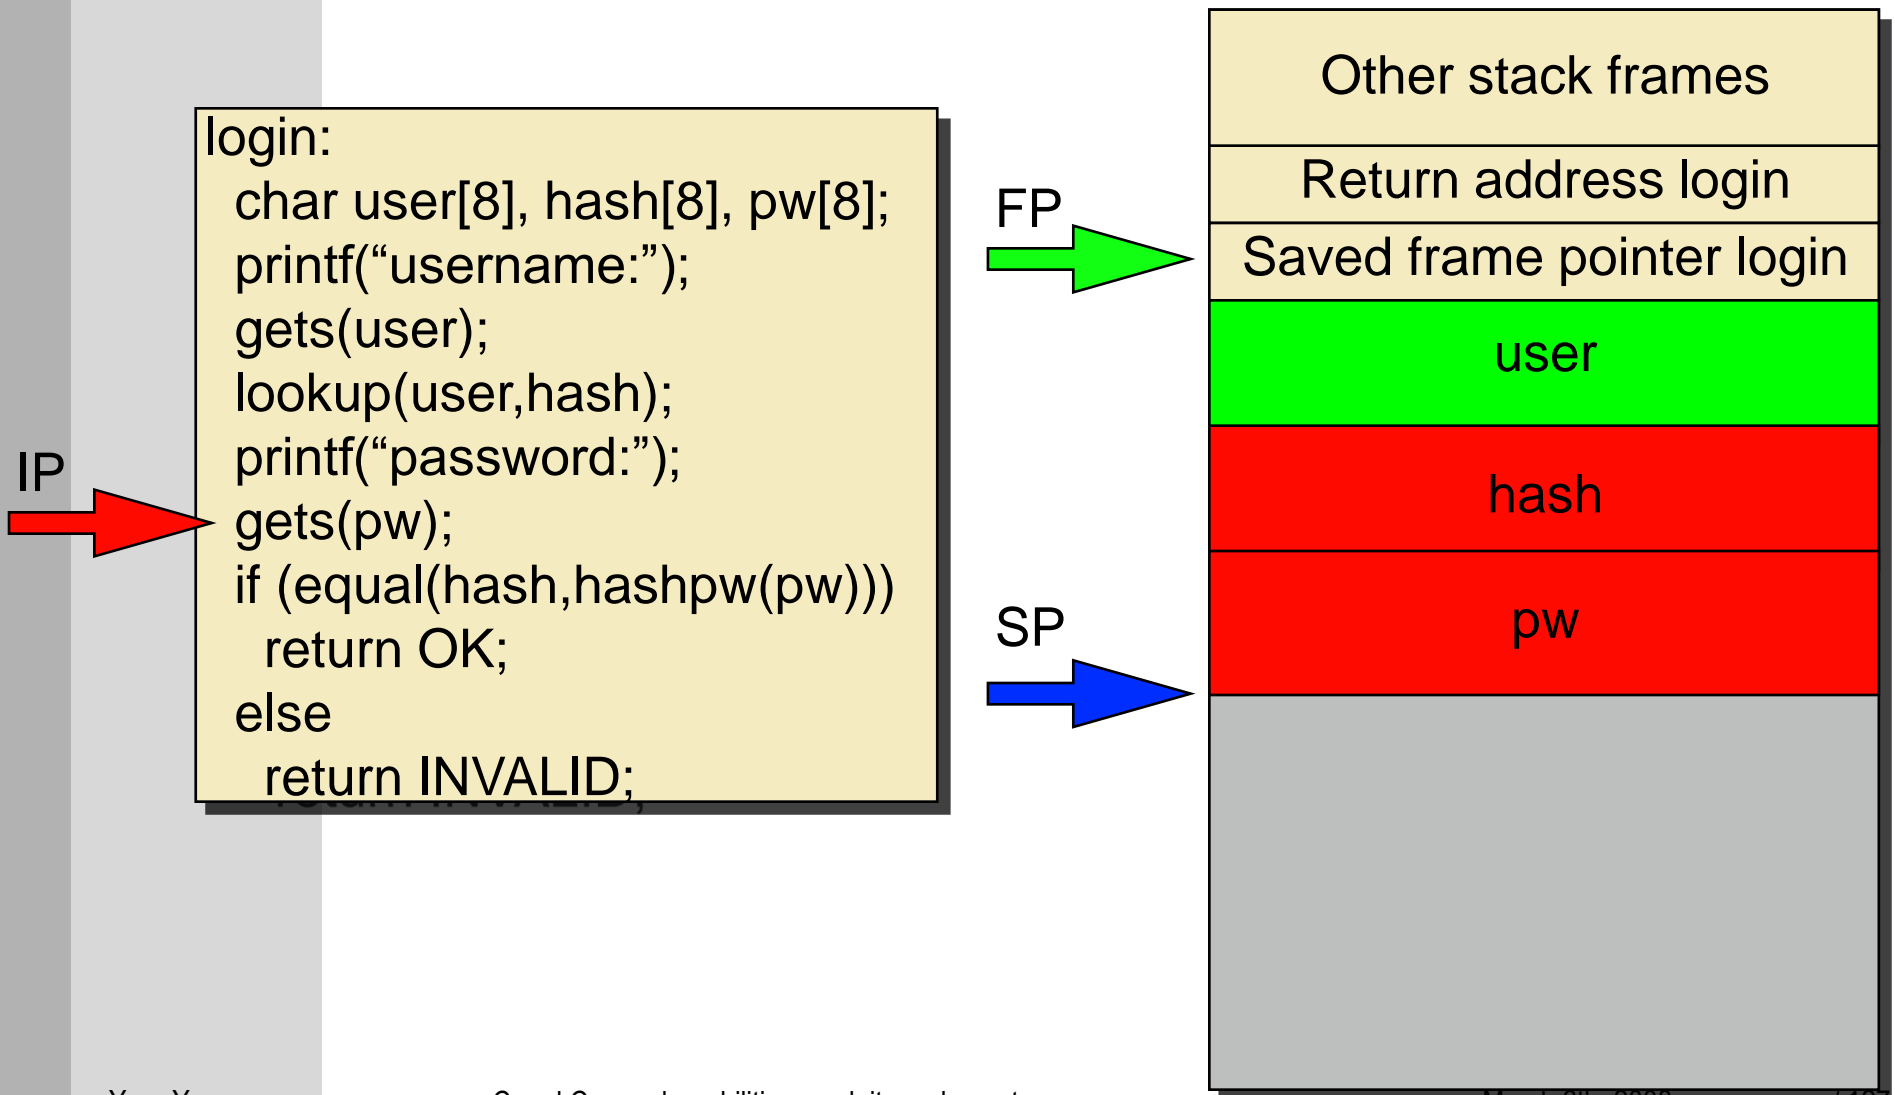 login:
char user[8], hash[8], pw[8];
printf(“username:”);
gets(user);
lookup(user,hash);
printf(“password:”);
gets(pw);
if (equal(hash,hashpw(pw)))
return OK;
else
return INVALID;
IP
FP
SP
Other stack frames
Return address login
Saved frame pointer login
user
hash
pw